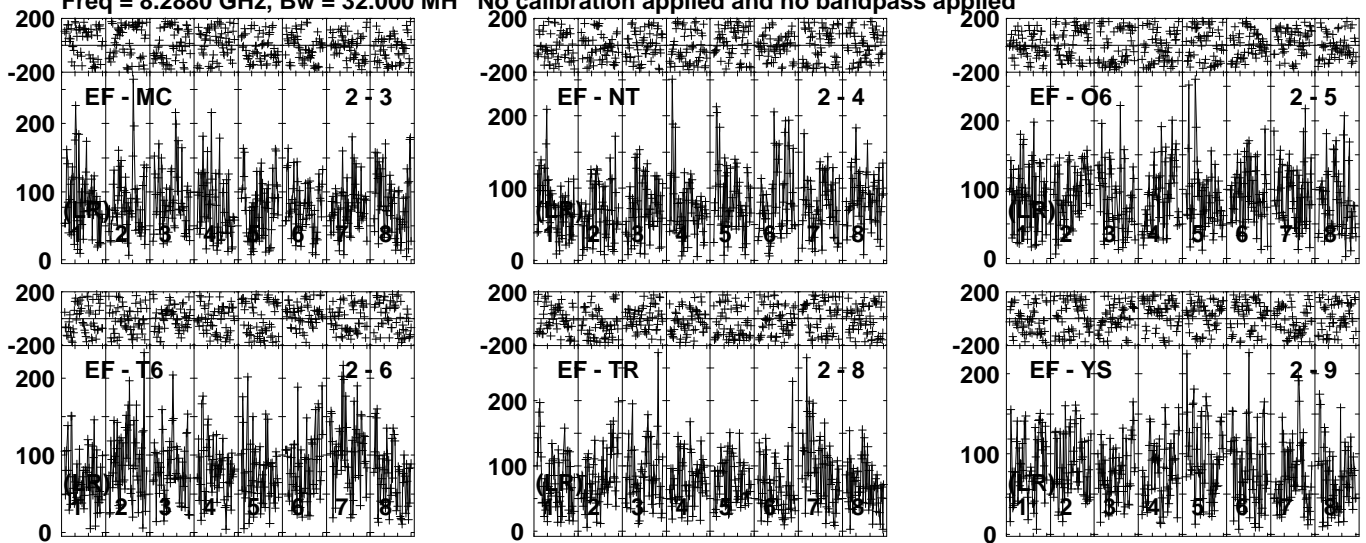 Freq = 8.2880 GHz, Bw = 32.000 MH No calibration applied and no bandpass applied
200 200 200
-200 -200 -200
EF - MC 2 - 3 EF - NT 2 - 4 EF - O6 2 - 5
200 200 200
100 100 100
(LR) (LR) (LR)
1 2 3 4 5 6 7 8 1 2 3 4 5 6 7 8 1 2 3 4 5 6 7 8
0 0 0
200 200 200
-200 -200 -200
EF - T6 2 - 6 EF - TR 2 - 8 EF - YS 2 - 9
200 200 200
100 100 100
(LR) (LR) (LR)
1 2 3 4 5 6 7 8 1 2 3 4 5 6 7 8 1 2 3 4 5 6 7 8
0 0 0